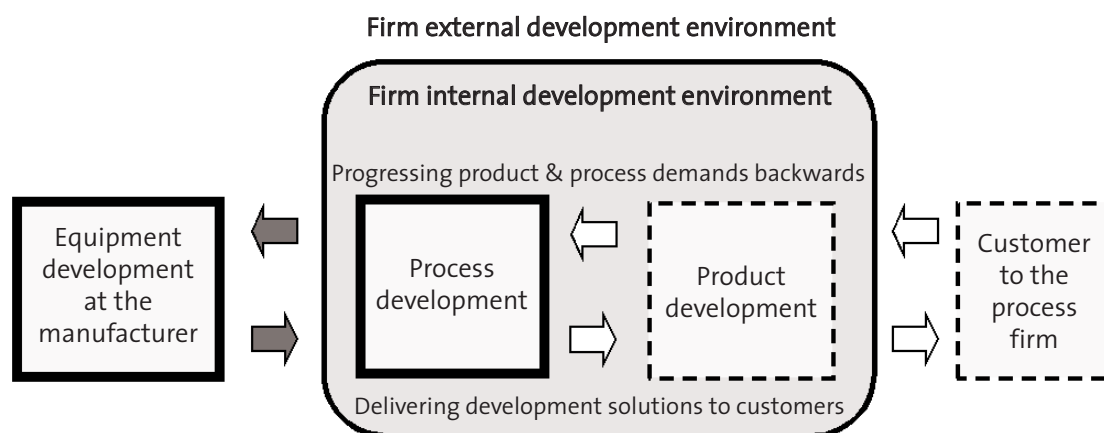 Firm external development environment
Firm internal development environment
Progressing product & process demands backwards
Equipment
development
at the
manufacturer
Process
development
Product
development
Customer
to the
process
firm
Delivering development solutions to customers